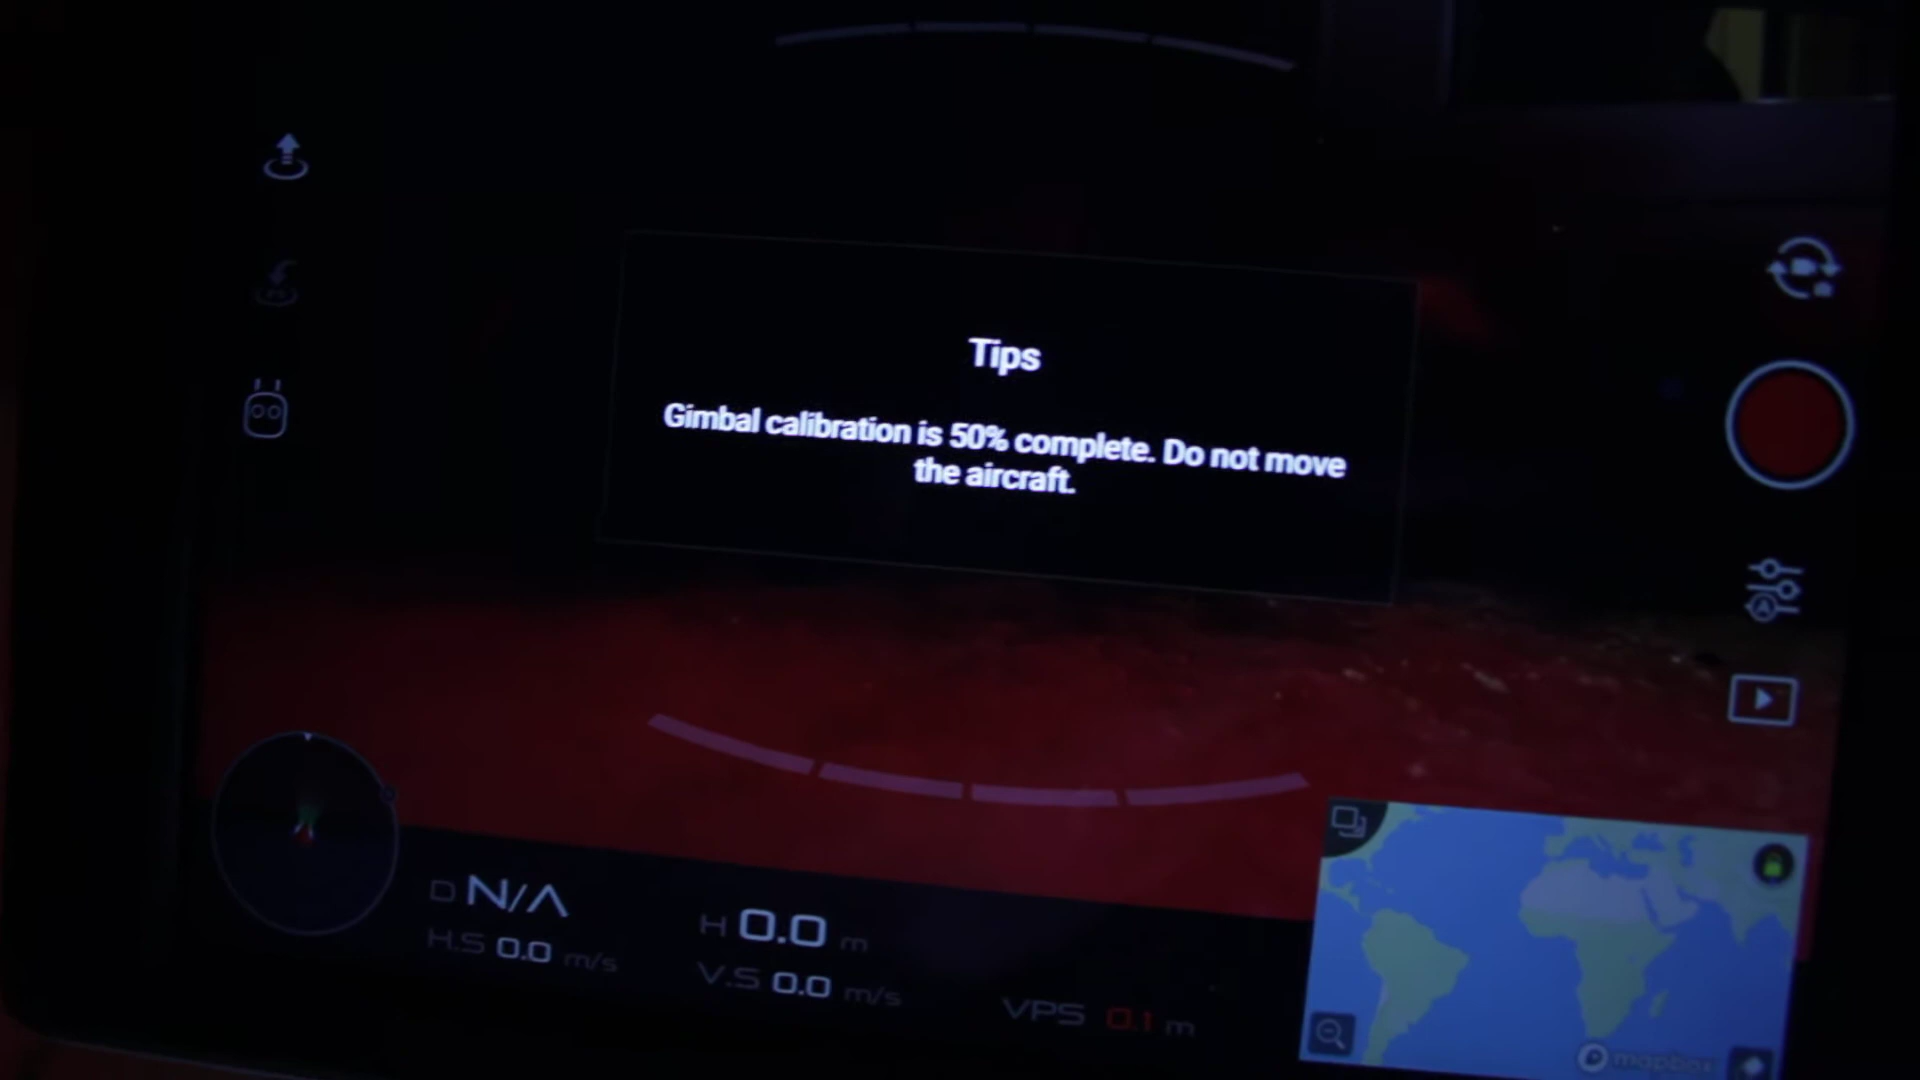 Tips
Gimbal calibration is 50% complete. Do not move
the aircraft.
D N/A
H 0.0 m
H.S 0.0 m/s
V.S 0.0 m/s
VPS 0.1 m
A
mapbox